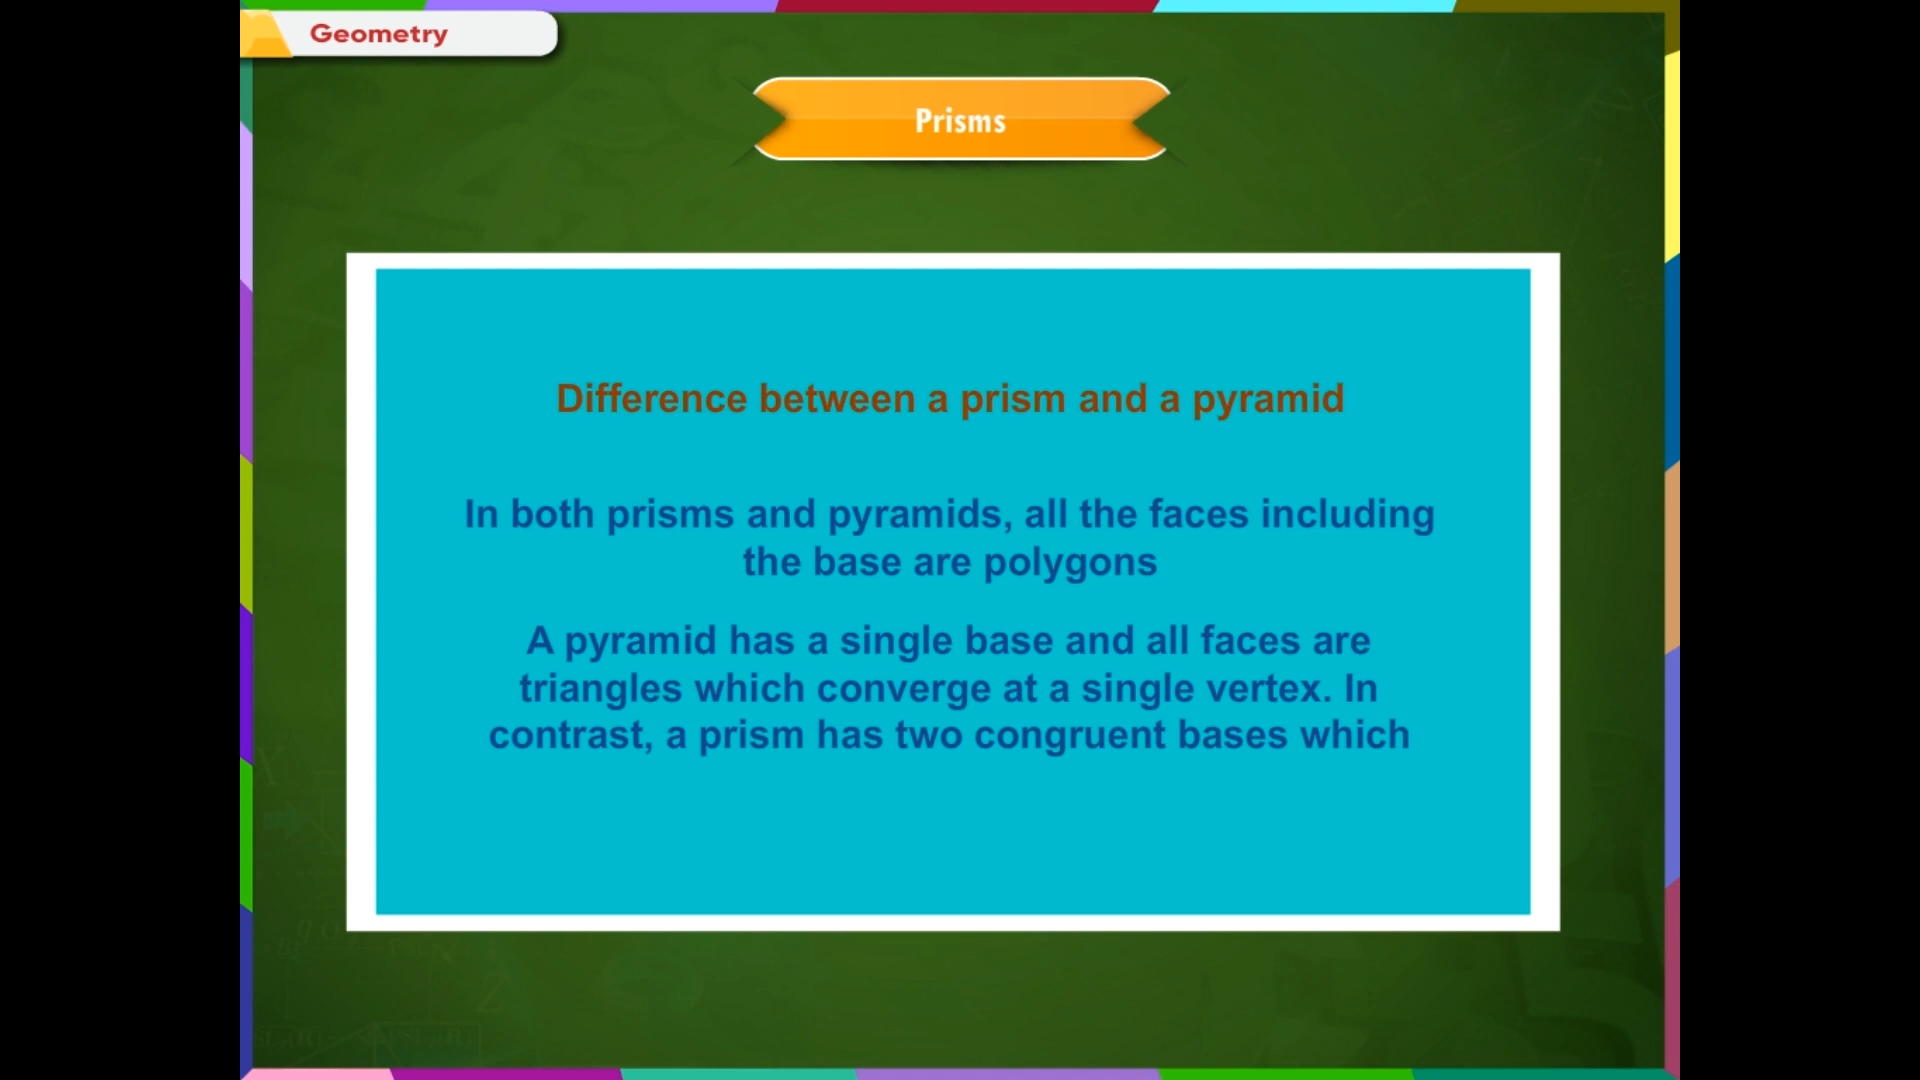 Geometry
Prisms
Difference between a prism and a pyramid
In both prisms and pyramids, all the faces including
the base are polygons
A pyramid has a single base and all faces are
triangles which converge at a single vertex. In
contrast, a prism has two congruent bases which